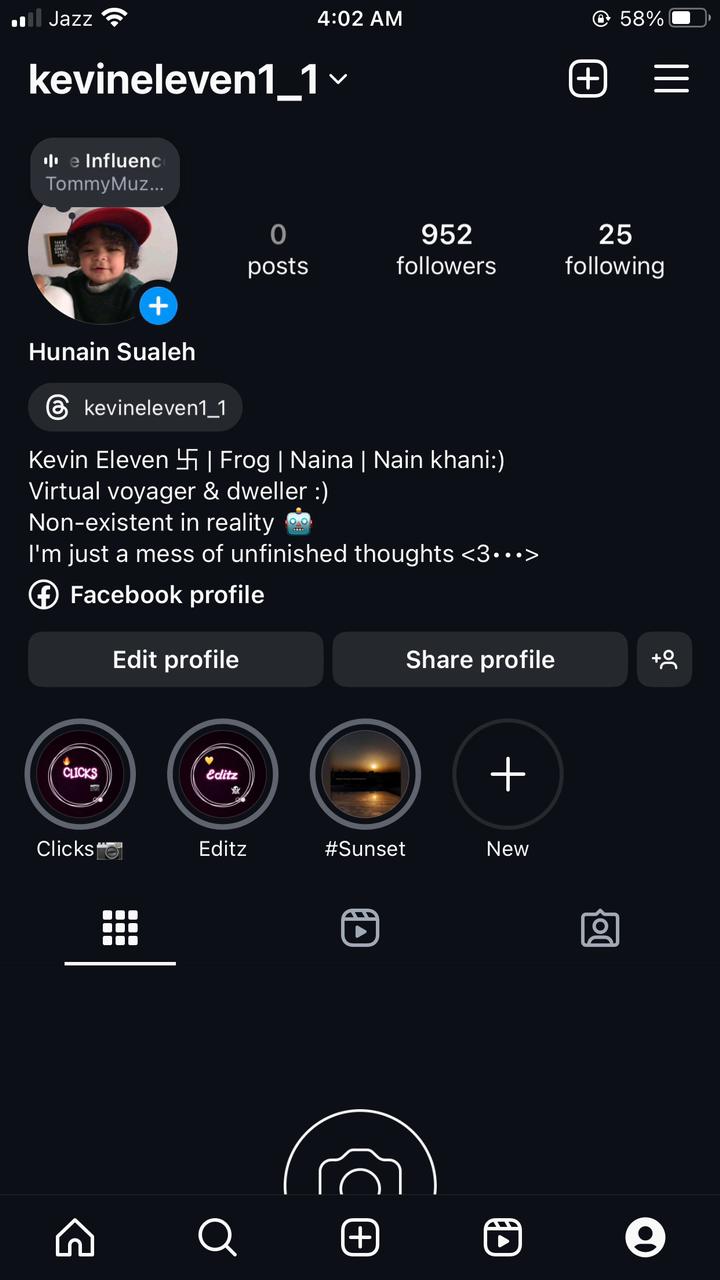 Jazz 4:02 AM 58%
kevineleven1_1
e Influenc
TommyMuz...
0 952 25
posts followers following
Hunain Sualeh
kevineleven1_1
Kevin Eleven 卐 | Frog | Naina | Nain khani:)
Virtual voyager & dweller :)
Non-existent in reality 🤖
I'm just a mess of unfinished thoughts <3•••>
Facebook profile
Edit profile Share profile
CLICKS Editz
Clicks📷 Editz #Sunset New